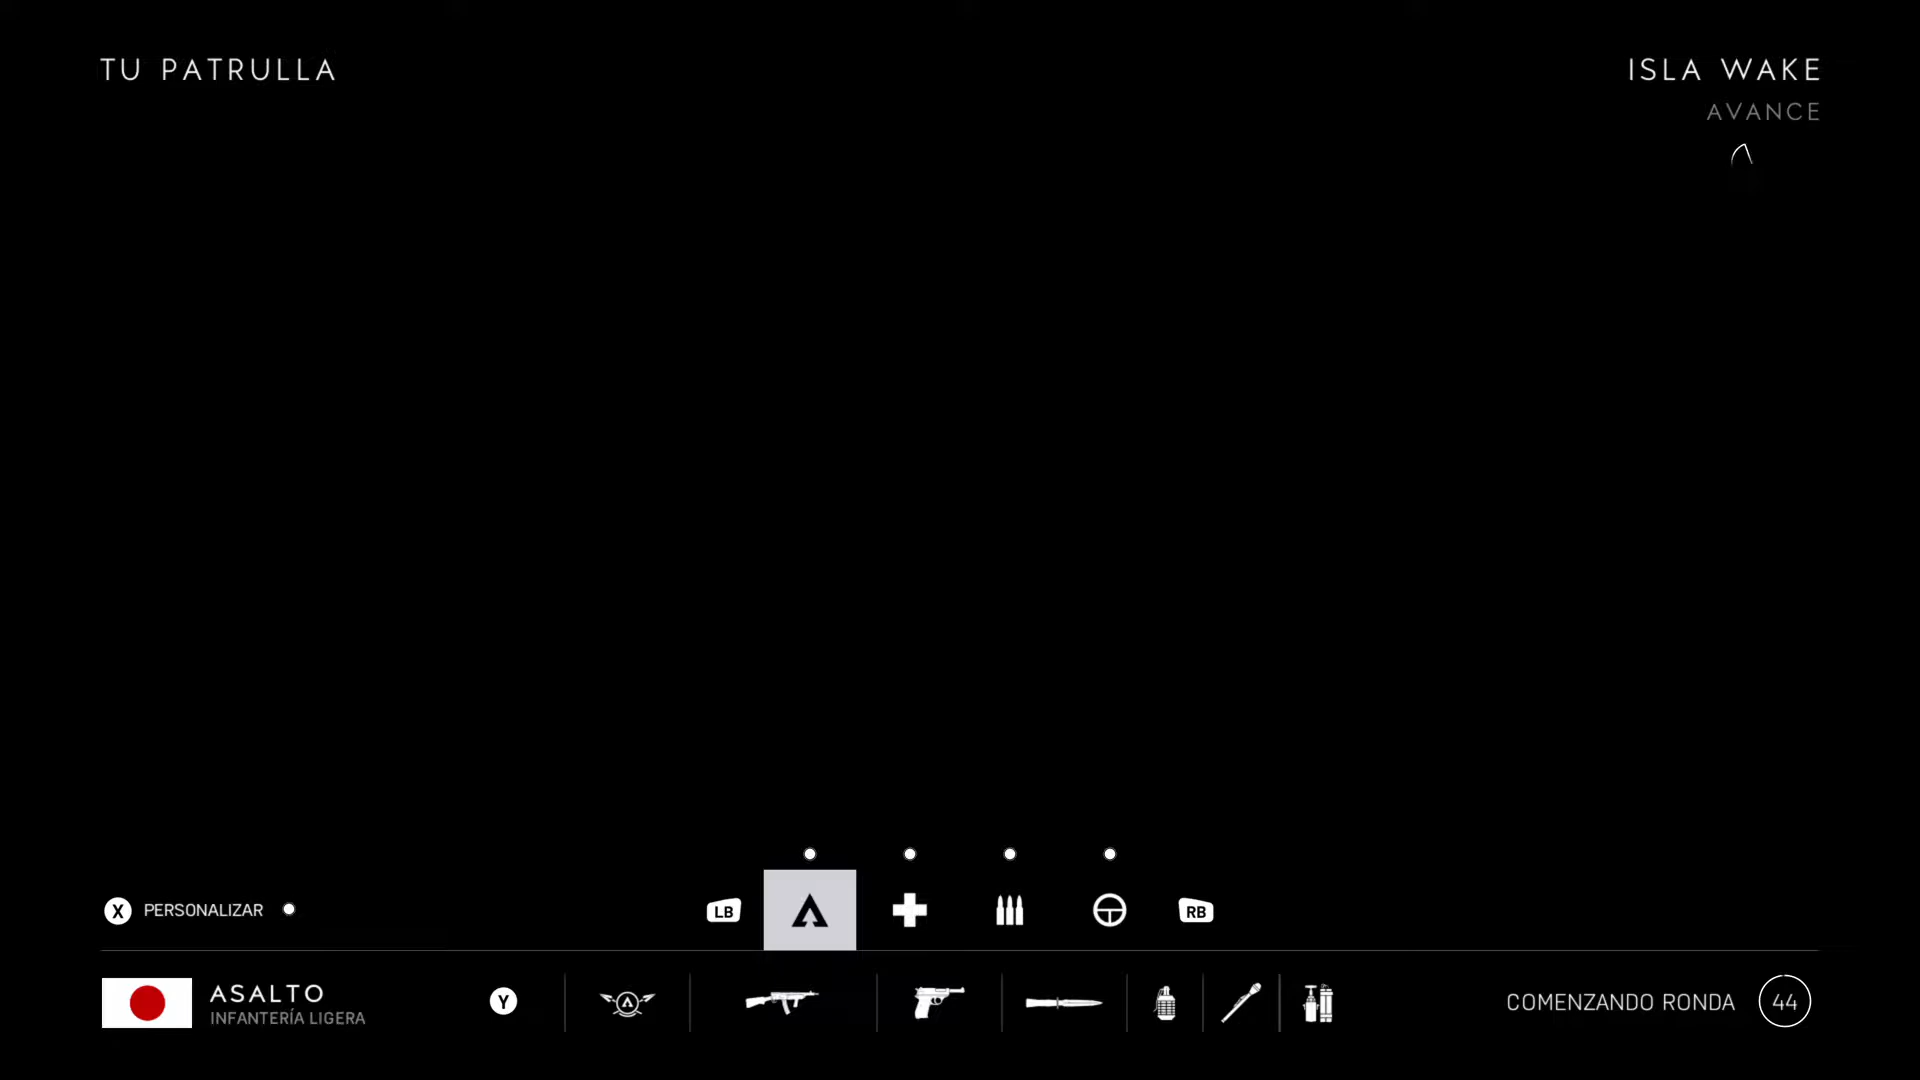 TU PATRULLA
ISLA WAKE
AVANCE
X PERSONALIZAR
LB
RB
ASALTO
INFANTERÍA LIGERA
Y
COMENZANDO RONDA 44